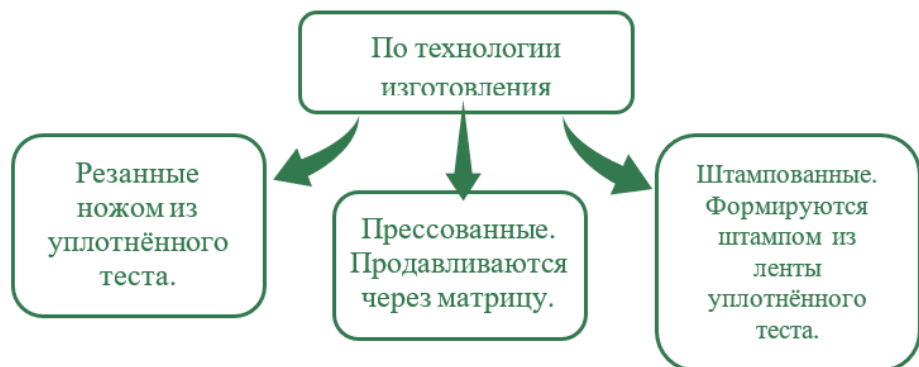 По технологии
изготовления
Резанные
ножом из
уплотнённого
теста.
Прессованные.
Продавливаются
через матрицу.
Штампованные.
Формируются
штампом из
ленты
уплотнённого
теста.